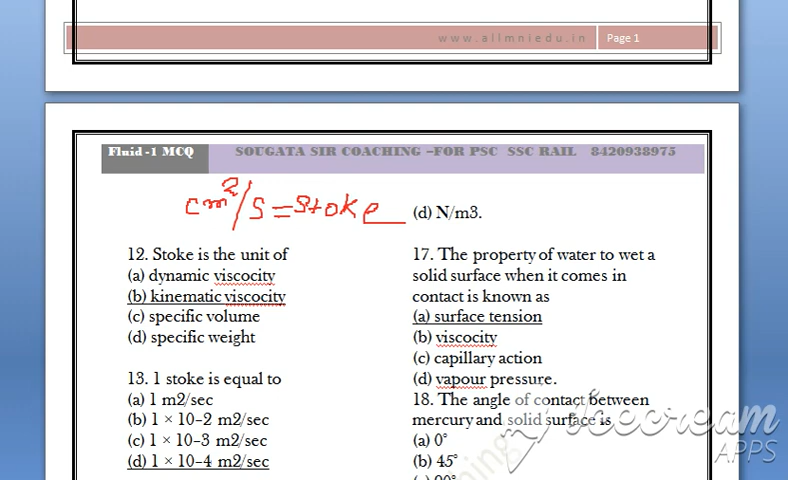 www.allmniedu.in Page 1
Fluid -1 MCQ SOUGATA SIR COACHING –FOR PSC SSC RAIL 8420938975
cm2/s = stoke
12. Stoke is the unit of
(a) dynamic viscocity
(b) kinematic viscocity
(c) specific volume
(d) specific weight
13. 1 stoke is equal to
(a) 1 m2/sec
(b) 1 × 10–2 m2/sec
(c) 1 × 10–3 m2/sec
(d) 1 × 10–4 m2/sec
(d) N/m3.
17. The property of water to wet a
solid surface when it comes in
contact is known as
(a) surface tension
(b) viscocity
(c) capillary action
(d) vapour pressure.
18. The angle of contact between
mercury and solid surface is
(a) 0°
(b) 45°
Icecream
APPS